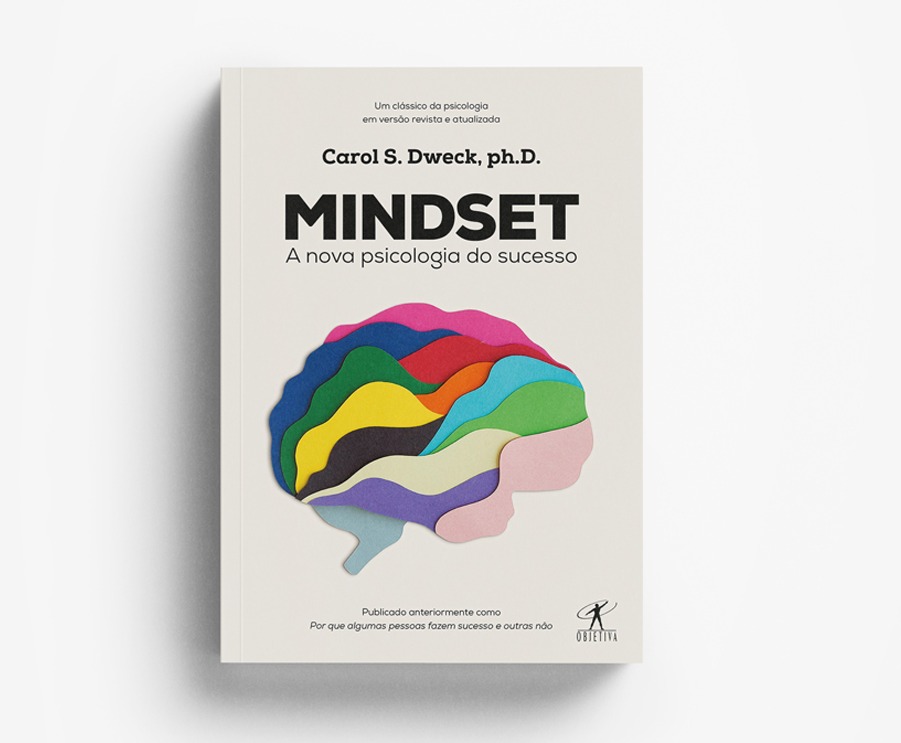 Um clássico da psicologia
em versão revista e atualizada
Carol S. Dweck, ph.D.
MINDSET
A nova psicologia do sucesso
Publicado anteriormente como
Por que algumas pessoas fazem sucesso e outras não
OBJETIVA